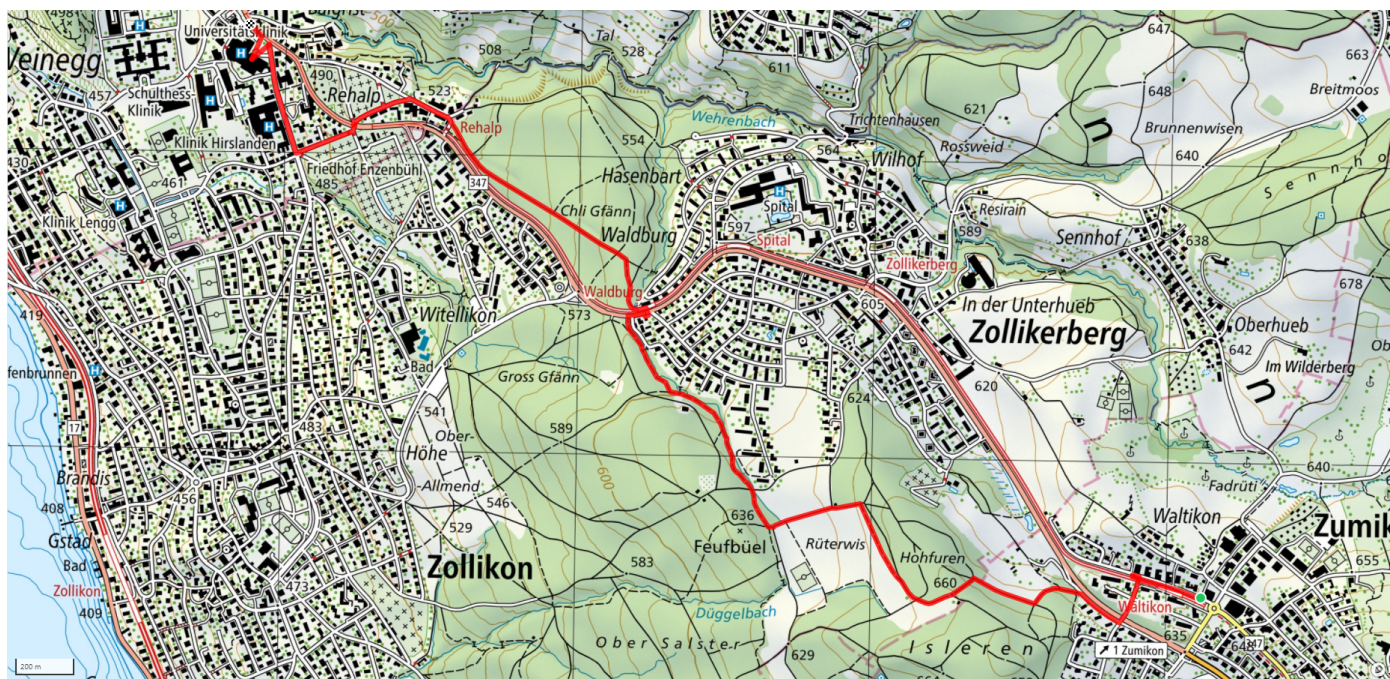 498
Universitätsklinik
500
H
508
Tal
528
647
663
Weinegg
611
457
Schulthess-
Klinik
H
490
Rehalp
523
621
648
Breitmoos
H
Klinik Hirslanden
Rehalp
554
Wehrenbach
Trichtenhausen
Rossweid
Brunnenwisen
430
461
Friedhof Enzenbühl
485
347
Hasenbart
564
Wilhof
640
H
Klinik Lengg
Chli Gfänn
Waldburg
H
Spital
597
Spital
Resirain
589
Sennhof
638
Zollikerberg
678
Waldburg
573
605
In der Unterhueb
Zollikerberg
419
Witellikon
Oberhueb
642
Im Wilderberg
Bad
Gross Gfänn
620
n
n
H
17
541
Ober-
Höhe
589
624
483
Allmend
546
600
640
Brandis
456
529
Fadrüti
408
636
Waltikon
Gstad
Feufbüel
Rüterwis
Hohfuren
Bad
Zollikon
583
660
655
Zollikon
473
409
Düggelbach
Waltikon
Ober Salster
629
Isleren
635
347
648
1 Zumikon
200 m